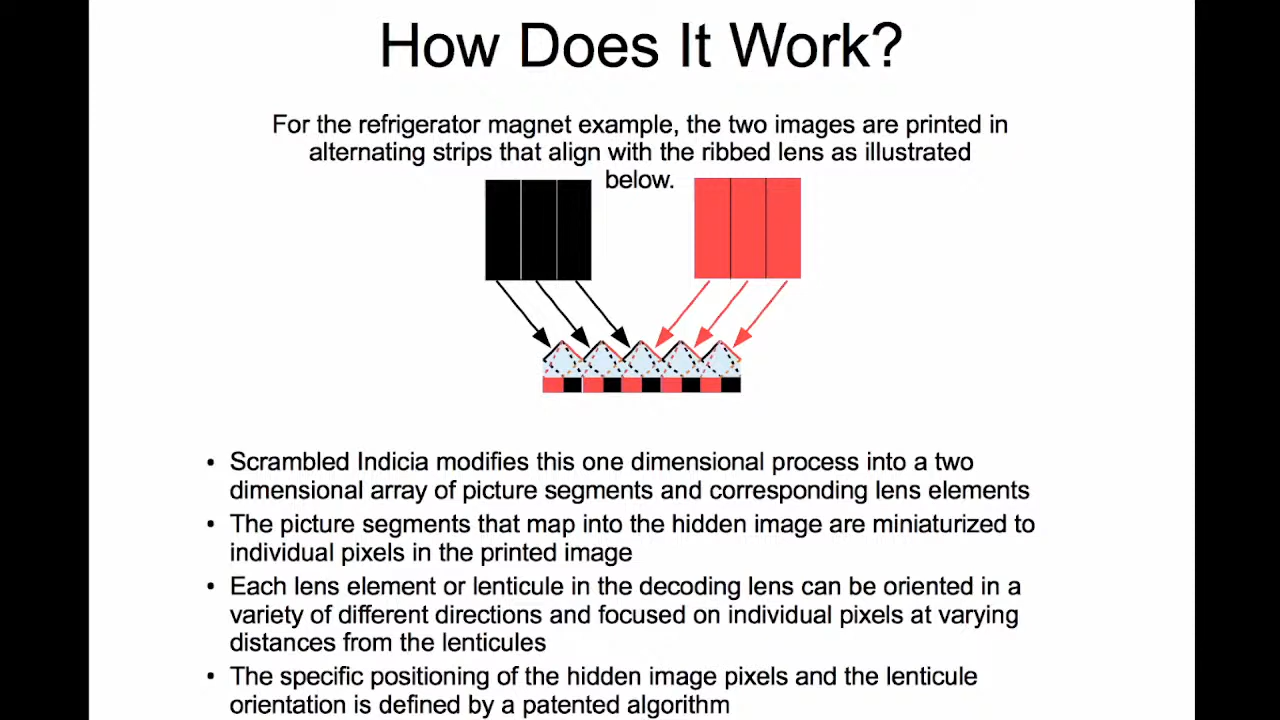 How Does It Work?
For the refrigerator magnet example, the two images are printed in
alternating strips that align with the ribbed lens as illustrated
below.
• Scrambled Indicia modifies this one dimensional process into a two
dimensional array of picture segments and corresponding lens elements
• The picture segments that map into the hidden image are miniaturized to
individual pixels in the printed image
• Each lens element or lenticule in the decoding lens can be oriented in a
variety of different directions and focused on individual pixels at varying
distances from the lenticules
• The specific positioning of the hidden image pixels and the lenticule
orientation is defined by a patented algorithm